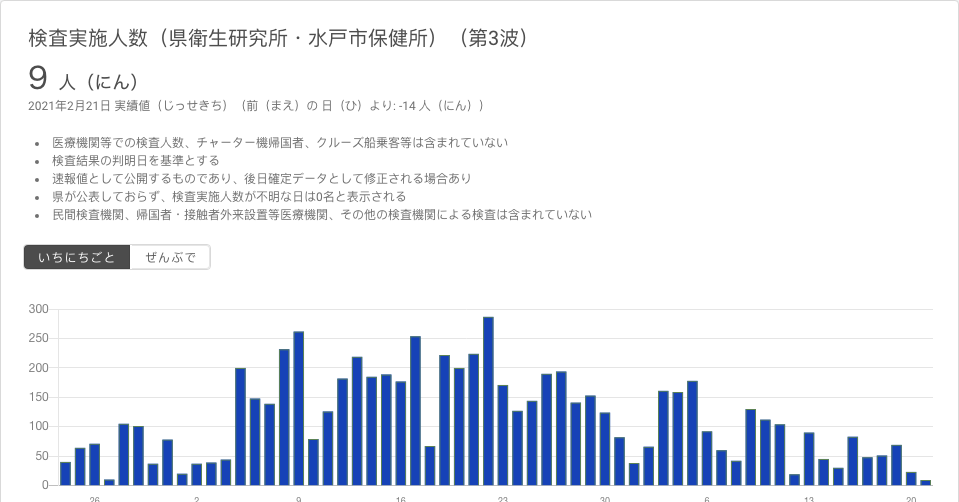 検査実施人数（県衛生研究所・水戸市保健所）（第3波）
9 人（にん）
2021年2月21日 実績値（じっせきち）（前（まえ）の 日（ひ）より: -14 人（にん））
医療機関等での検査人数、チャーター機帰国者、クルーズ船乗客等は含まれていない
検査結果の判明日を基準とする
速報値として公開するものであり、後日確定データとして修正される場合あり
県が公表しておらず、検査実施人数が不明な日は0名と表示される
民間検査機関、帰国者・接触者外来設置等医療機関、その他の検査機関による検査は含まれていない
いちにちごと ぜんぶで
300
250
200
150
100
50
0
26 2 9 16 23 30 6 13 20